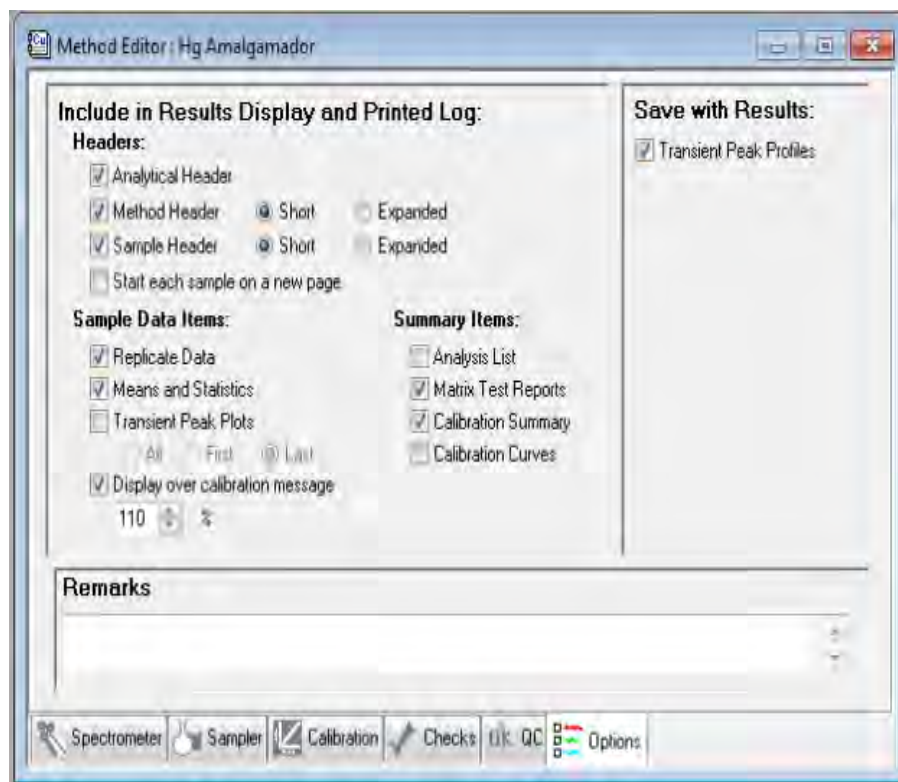 Method Editor: Hg Amalgamador
Include in Results Display and Printed Log:
Headers:
Analytical Header
Method Header Short Expanded
Sample Header Short Expanded
Start each sample on a new page
Sample Data Items:
Replicate Data
Means and Statistics
Transient Peak Plots
All First Last
Display over calibration message
110 %
Summary Items:
Analysis List
Matrix Test Reports
Calibration Summary
Calibration Curves
Save with Results:
Transient Peak Profiles
Remarks
Spectrometer Sampler Calibration Checks QC Options